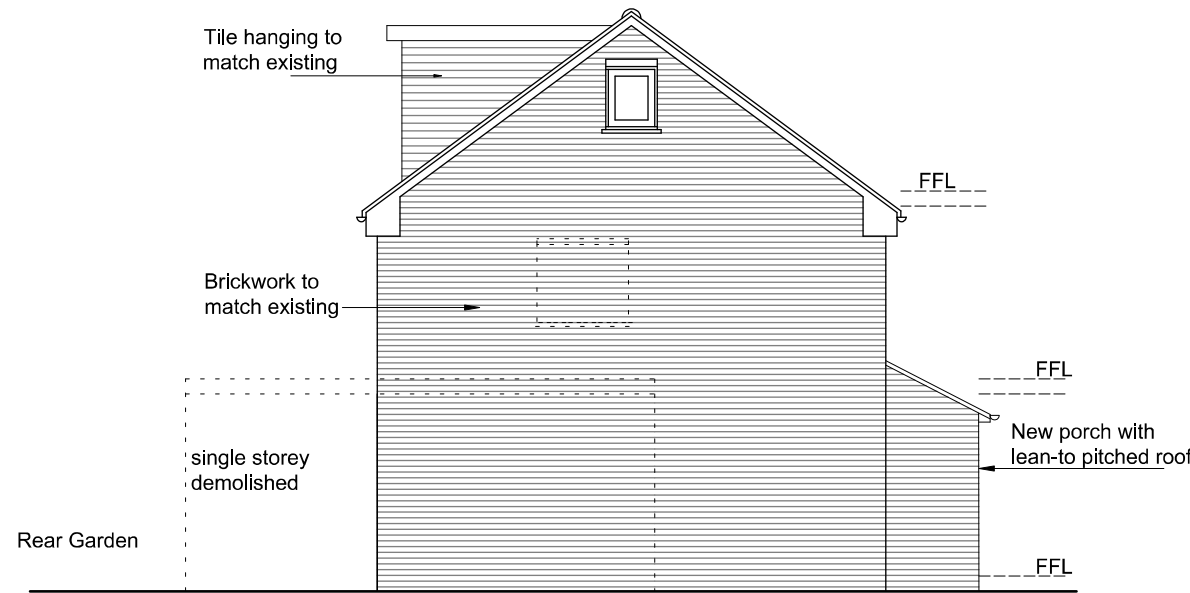 Tile hanging to
match existing
FFL
Brickwork to
match existing
FFL
New porch with
lean-to pitched roof
single storey
demolished
Rear Garden
FFL